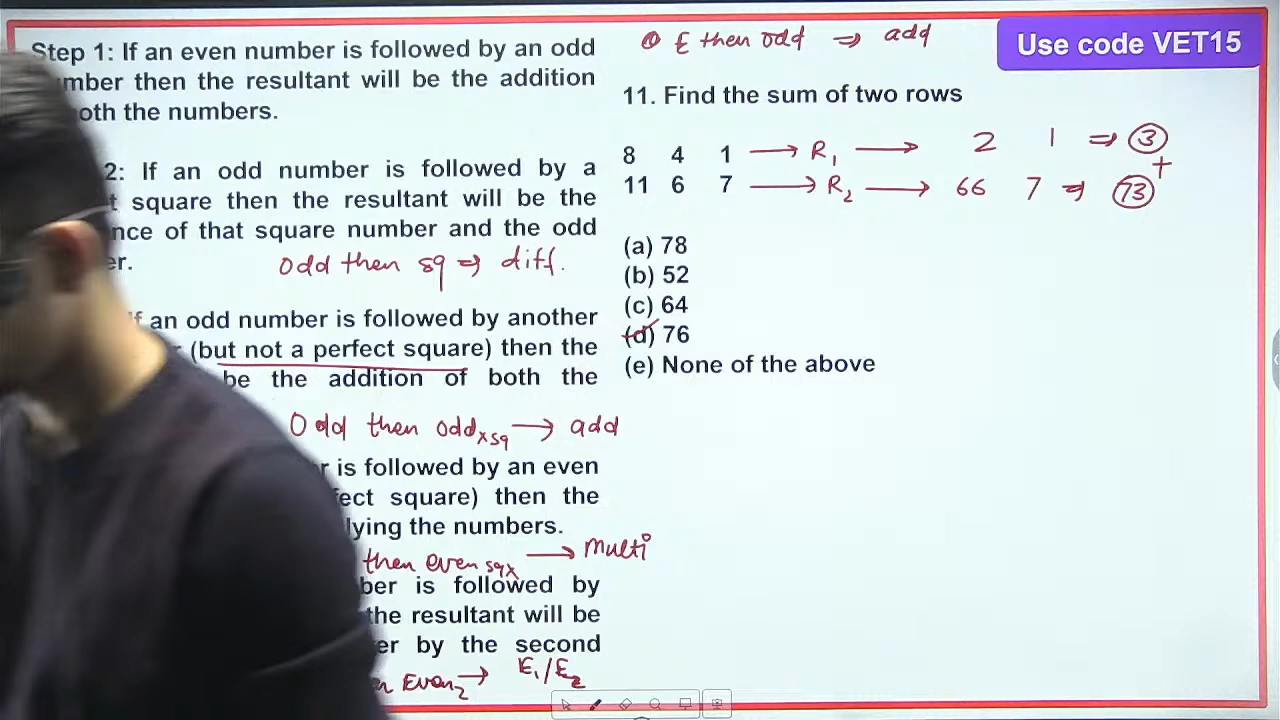 Step 1: If an even number is followed by an odd
mber then the resultant will be the addition
oth the numbers.
2: If an odd number is followed by a
t square then the resultant will be the
nce of that square number and the odd
er.
Odd then sq ⇒ diff.
If an odd number is followed by another
(but not a perfect square) then the
be the addition of both the
Odd then odd xsq → add
r is followed by an even
ect square) then the
lying the numbers.
then even sqx → Multi
ber is followed by
the resultant will be
er by the second
n Even2 → E1/E2
① E then odd ⇒ add
Use code VET15
11. Find the sum of two rows
8 4 1 → R1 → 2 1 ⇒ 3
+
11 6 7 → R2 → 66 7 ⇒ 73
(a) 78
(b) 52
(c) 64
(d) 76
(e) None of the above